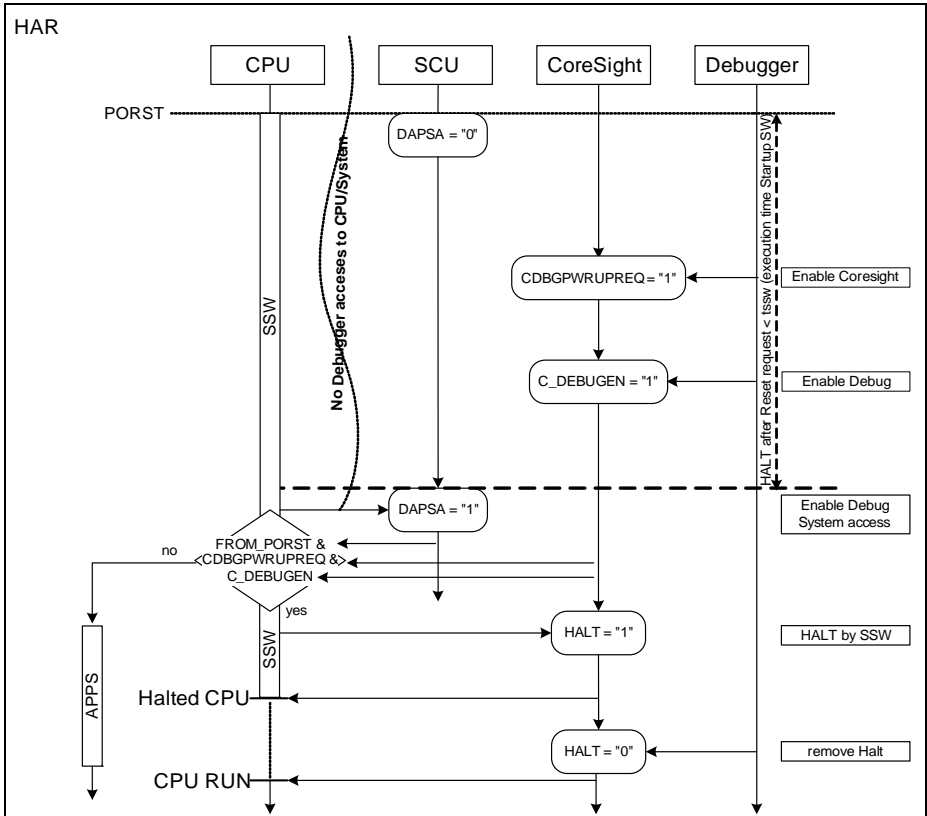 HAR
CPU
SCU
CoreSight
Debugger
PORST
DAPSA = "0"
No Debugger acceses to CPU/System
HALT after Reset request < tssw (execution time Startup SW)
SSW
CDBGPWRUPREQ = "1"
Enable Coresight
C_DEBUGEN = "1"
Enable Debug
DAPSA = "1"
Enable Debug
System access
FROM_PORST &
CDBGPWRUPREQ &
C_DEBUGEN
no
yes
SSW
HALT = "1"
HALT by SSW
APPS
Halted CPU
HALT = "0"
remove Halt
CPU RUN